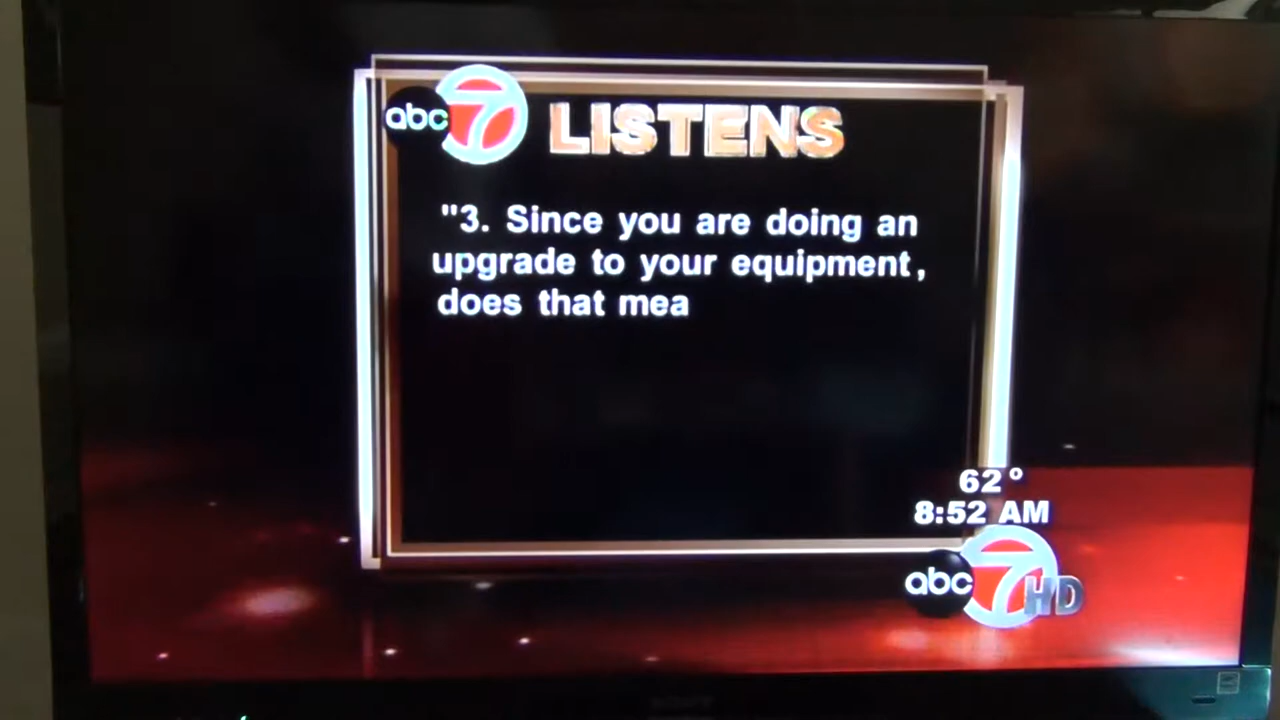 abc 7 LISTENS
"3. Since you are doing an
upgrade to your equipment,
does that mea
62°
8:52 AM
abc 7 HD